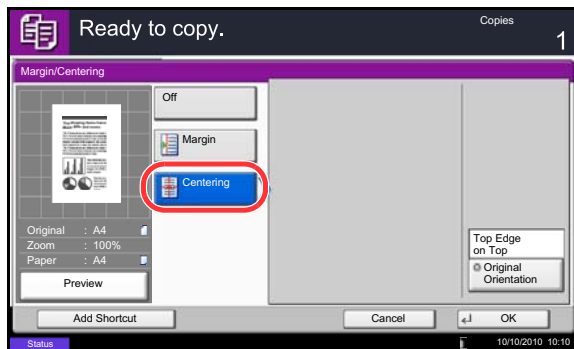 Ready to copy.
Copies
1
Margin/Centering
Off
Margin
Centering
Original : A4
Zoom : 100%
Paper : A4
Preview
Top Edge
on Top
Original
Orientation
Add Shortcut
Cancel
OK
Status
10/10/2010 10:10